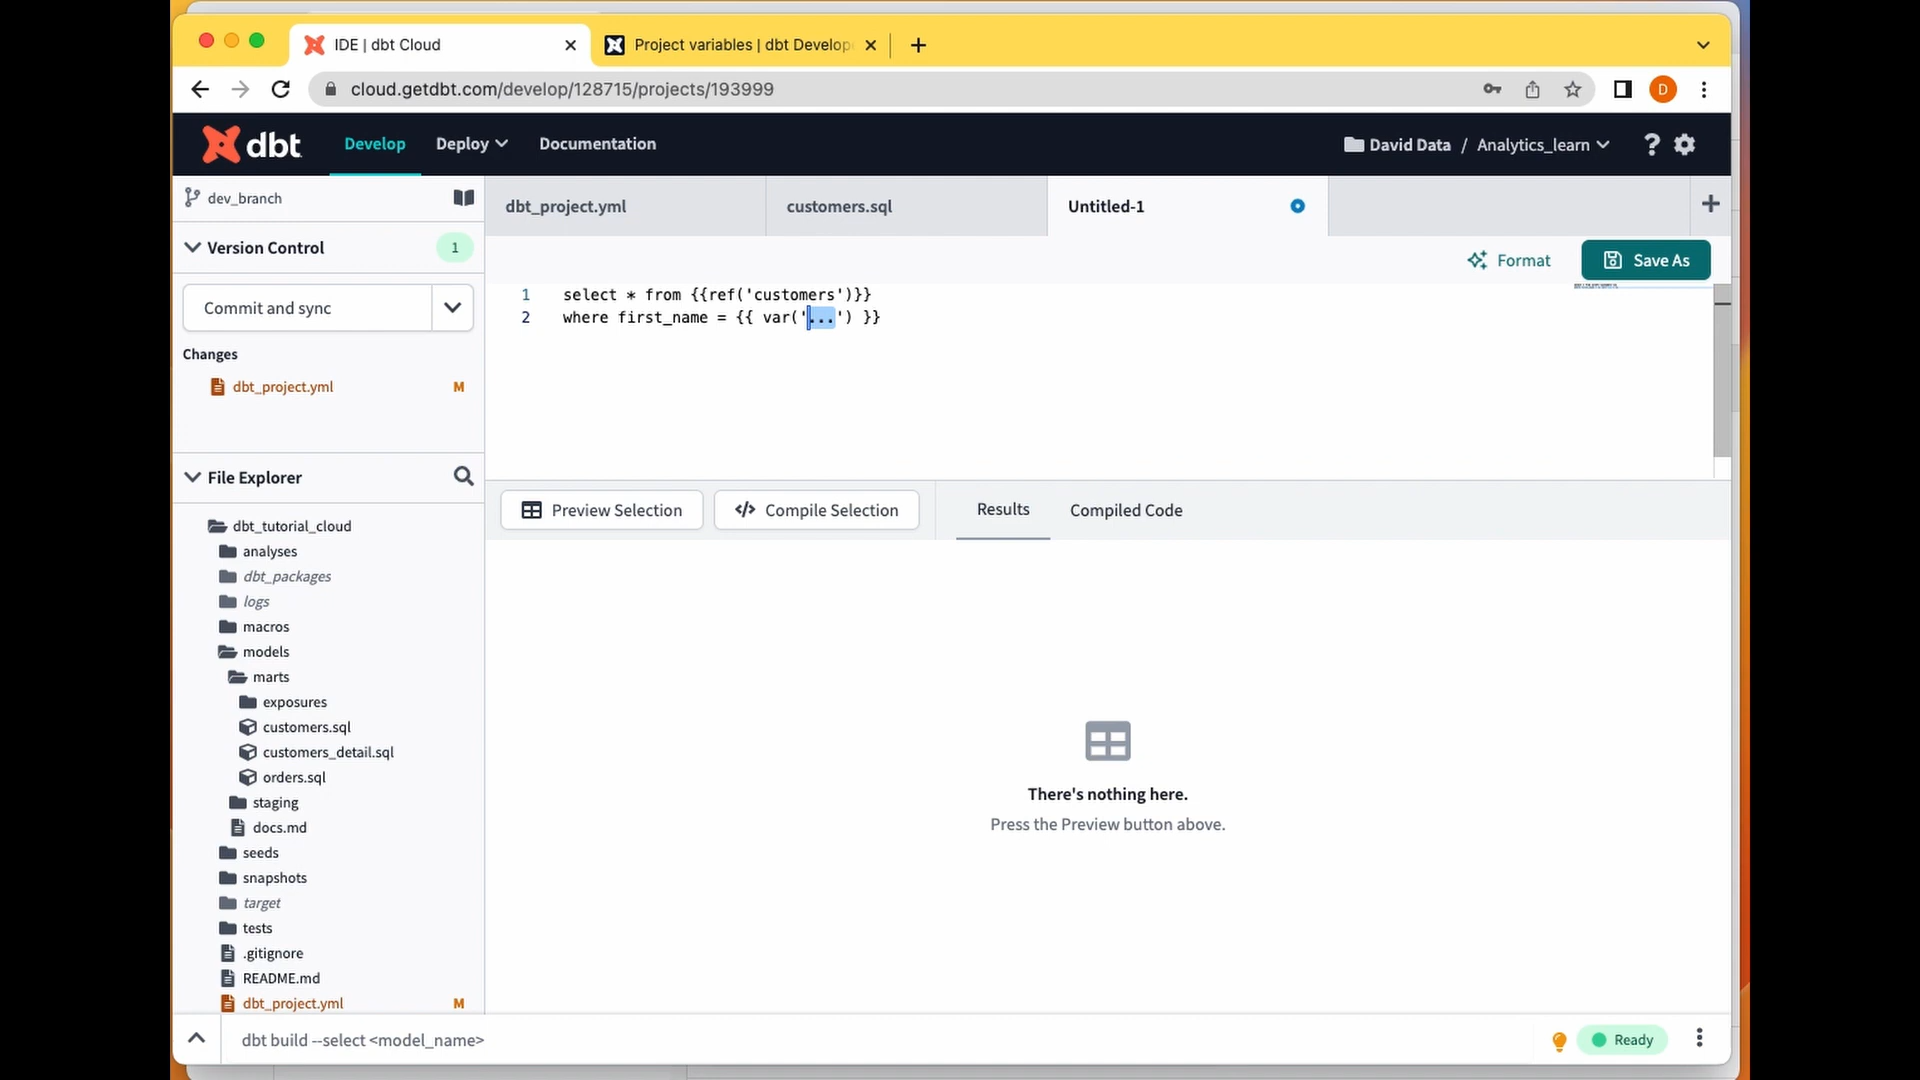 IDE | dbt Cloud
Project variables | dbt Develop
cloud.getdbt.com/develop/128715/projects/193999
D
dbt
Develop
Deploy
Documentation
David Data / Analytics_learn
dev_branch
dbt_project.yml
customers.sql
Untitled-1
Version Control
1
Format
Save As
1 select * from {{ref('customers')}}
2 where first_name = {{ var('...') }}
Commit and sync
Changes
dbt_project.yml M
File Explorer
Preview Selection
Compile Selection
Results
Compiled Code
dbt_tutorial_cloud
analyses
dbt_packages
logs
macros
models
marts
exposures
customers.sql
customers_detail.sql
orders.sql
staging
docs.md
seeds
snapshots
target
tests
.gitignore
README.md
dbt_project.yml M
There's nothing here.
Press the Preview button above.
dbt build --select <model_name>
Ready